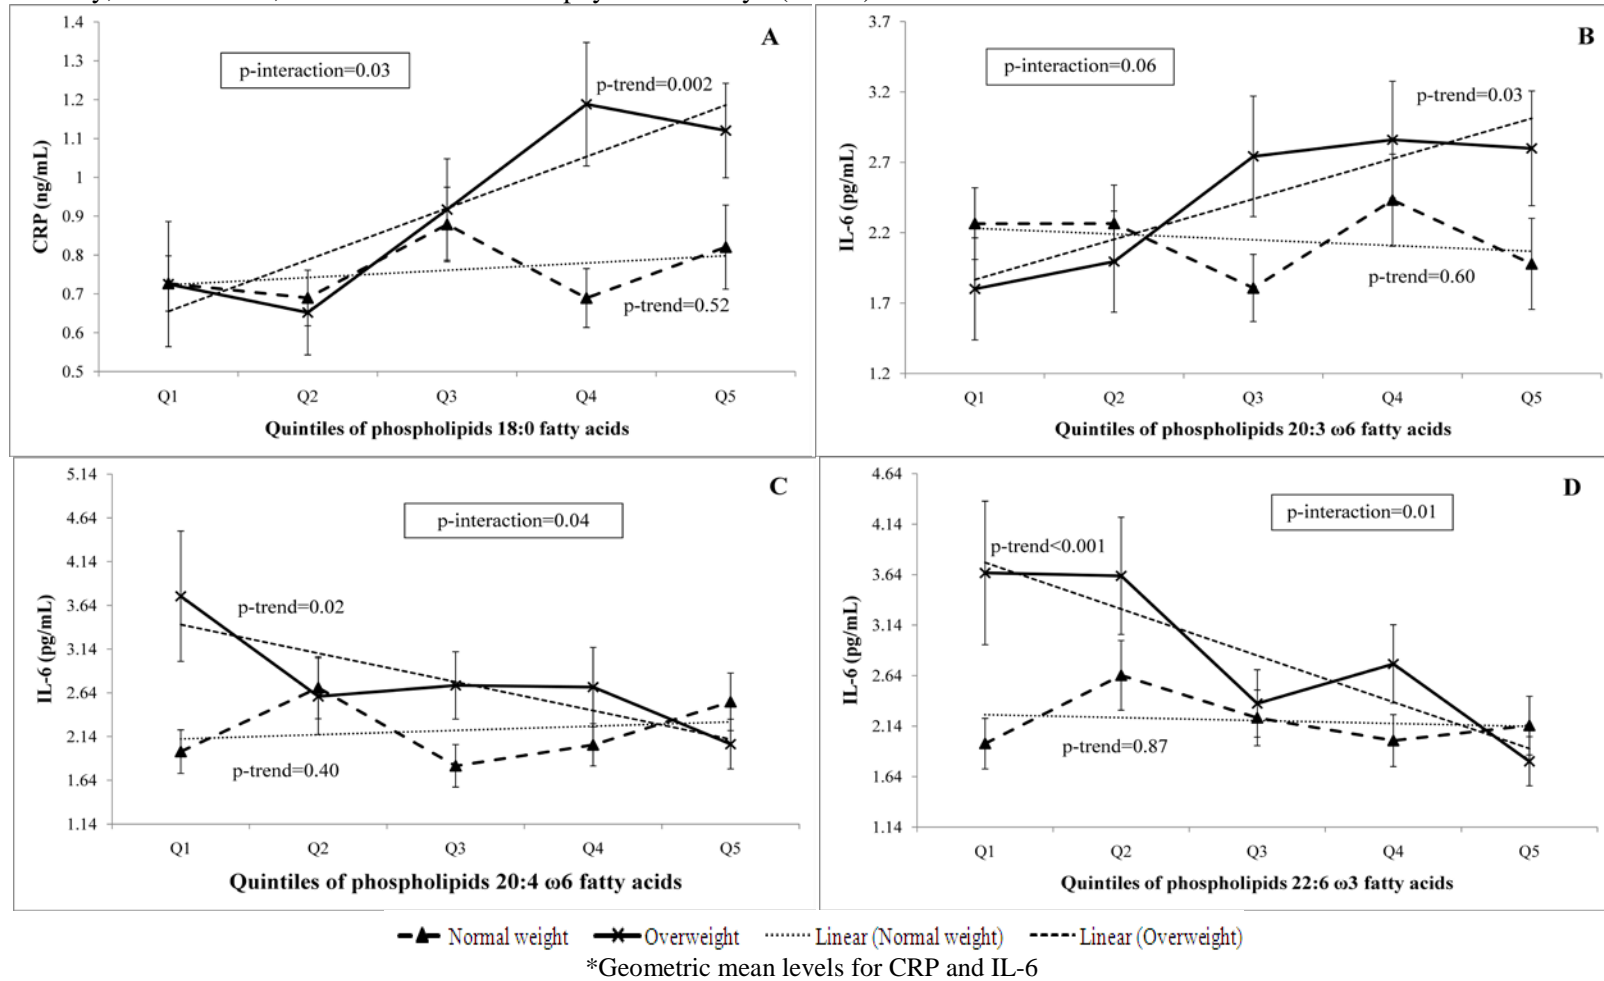 1.4
1.3
1.2
1.1
1
0.9
0.8
0.7
0.6
0.5
CRP (ng/mL)
A
p-interaction=0.03
p-trend=0.002
p-trend=0.52
Q1 Q2 Q3 Q4 Q5
Quintiles of phospholipids 18:0 fatty acids
3.7
3.2
2.7
2.2
1.7
1.2
IL-6 (pg/mL)
B
p-interaction=0.06
p-trend=0.03
p-trend=0.60
Q1 Q2 Q3 Q4 Q5
Quintiles of phospholipids 20:3 ω6 fatty acids
5.14
4.64
4.14
3.64
3.14
2.64
2.14
1.64
1.14
IL-6 (pg/mL)
C
p-interaction=0.04
p-trend=0.02
p-trend=0.40
Q1 Q2 Q3 Q4 Q5
Quintiles of phospholipids 20:4 ω6 fatty acids
4.64
4.14
3.64
3.14
2.64
2.14
1.64
1.14
IL-6 (pg/mL)
D
p-interaction=0.01
p-trend<0.001
p-trend=0.87
Q1 Q2 Q3 Q4 Q5
Quintiles of phospholipids 22:6 ω3 fatty acids
Normal weight Overweight Linear (Normal weight) Linear (Overweight)
*Geometric mean levels for CRP and IL-6